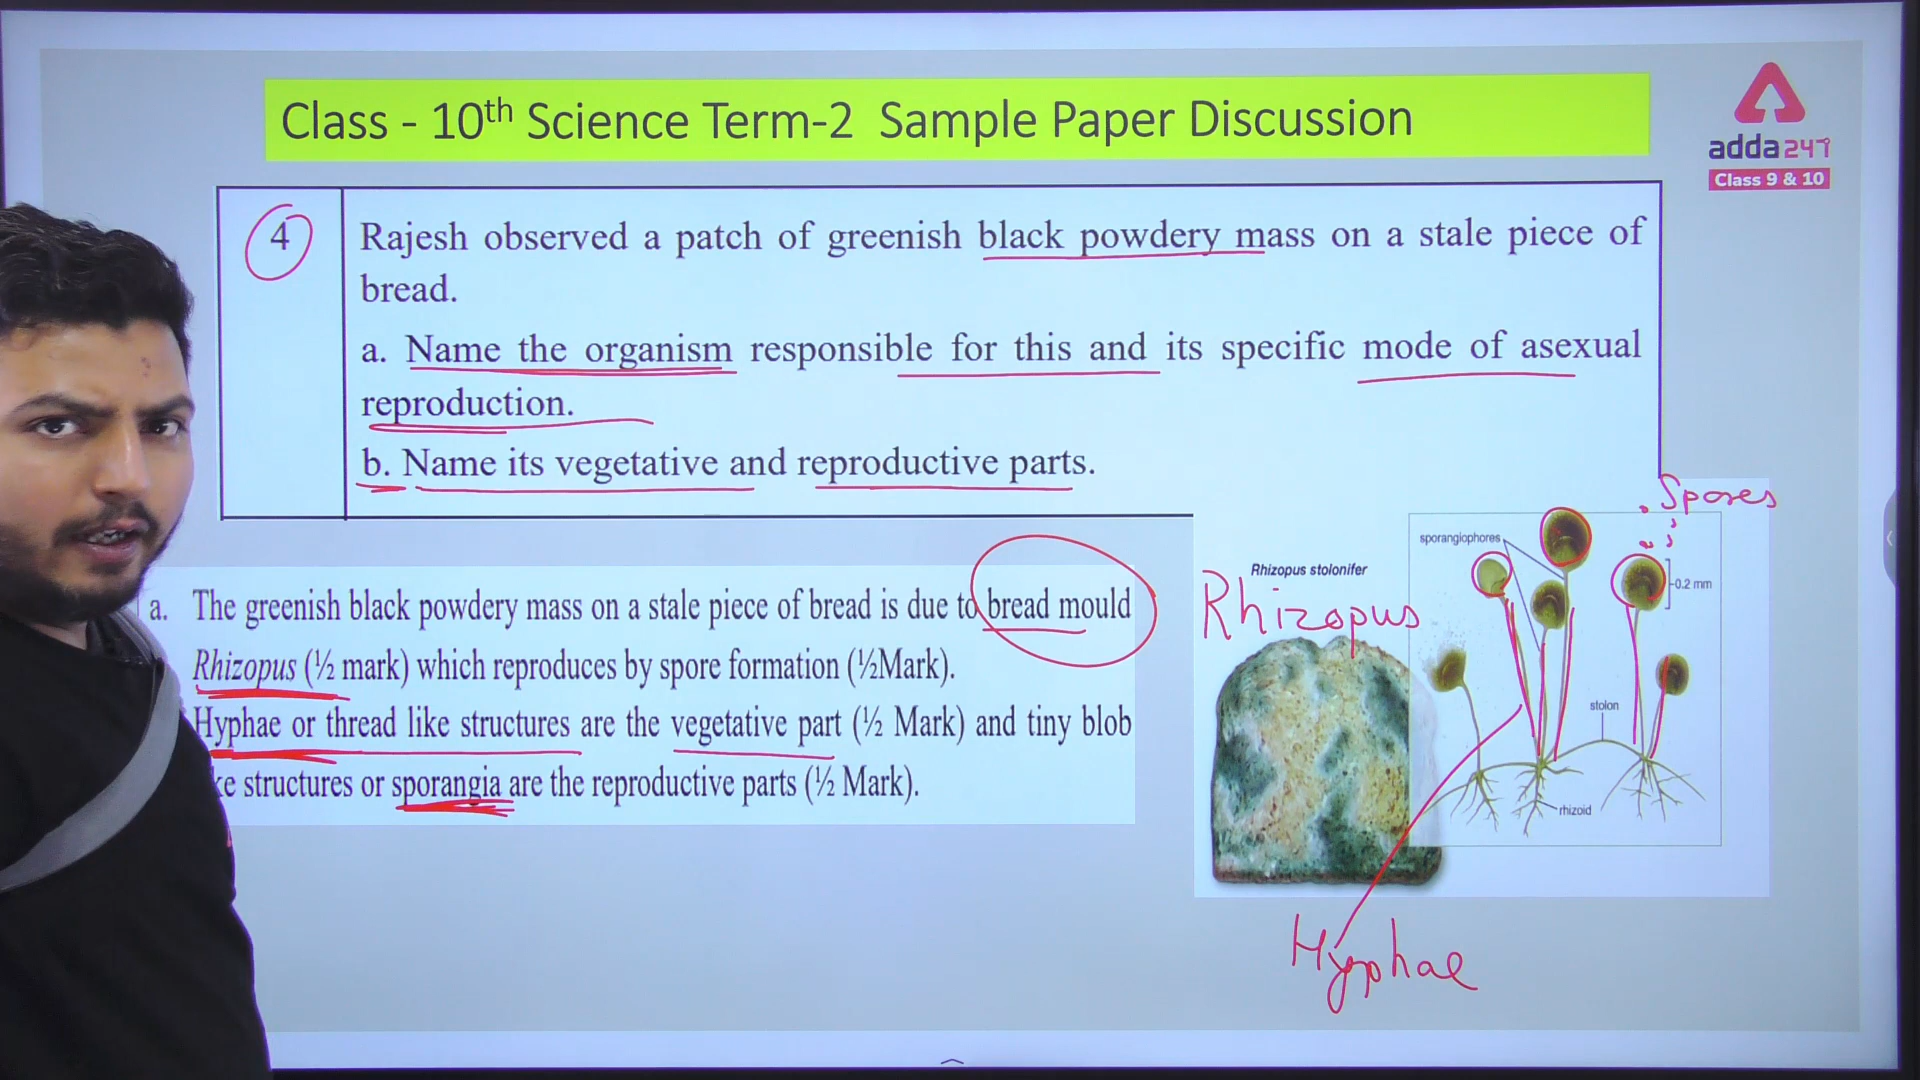 Class - 10th Science Term-2 Sample Paper Discussion
adda247
Class 9 & 10
4
Rajesh observed a patch of greenish black powdery mass on a stale piece of
bread.
a. Name the organism responsible for this and its specific mode of asexual
reproduction.
b. Name its vegetative and reproductive parts.
a. The greenish black powdery mass on a stale piece of bread is due to bread mould
Rhizopus (½ mark) which reproduces by spore formation (½Mark).
Hyphae or thread like structures are the vegetative part (½ Mark) and tiny blob
ke structures or sporangia are the reproductive parts (½ Mark).
Spores
sporangiophores
Rhizopus stolonifer
0.2 mm
Rhizopus
stolon
rhizoid
Hyphae